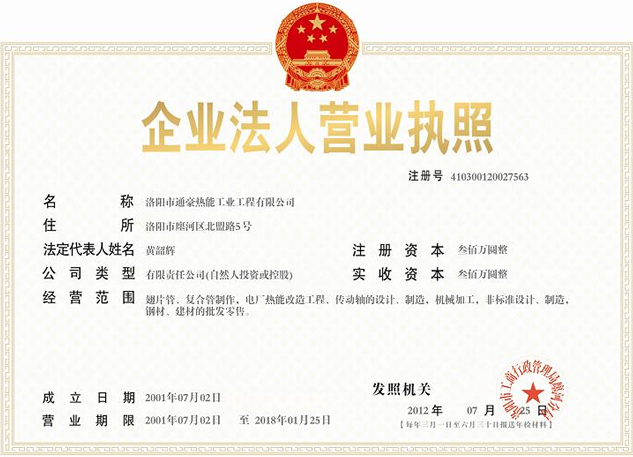 企业法人营业执照
注册号 410300120027563
名称 洛阳市通豪热能工业工程有限公司
住所 洛阳市瀍河区北盟路5号
法定代表人姓名 黄韶辉 注册资本 叁佰万圆整
公司类型 有限责任公司(自然人投资或控股) 实收资本 叁佰万圆整
经营范围 翅片管、复合管制作，电厂热能改造工程、传动轴的设计、制造，机械加工，非标准设计、制造，
钢材、建材的批发零售。
洛阳市工商行政管理局瀍河分局
成立日期 2001年07月02日 发照机关
营业期限 2001年07月02日 至 2018年01月25日 2012 年 07 月 25 日
【每年三月一日至六月三十日报送年检材料】